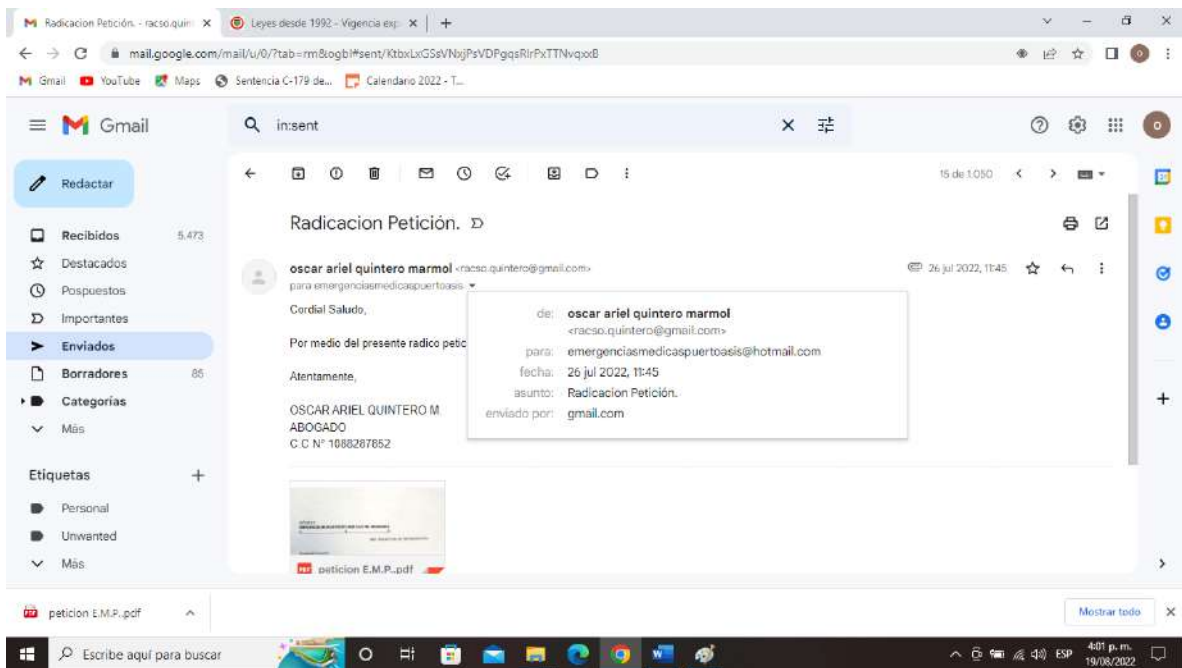 Radicacion Petición. - racso.quin
Leyes desde 1992 - Vigencia exp
mail.google.com/mail/u/0/?tab=rm&ogbl#sent/KtbxLxGSsVNxjPsVDPgqsRlrPxTTNvqxxB
Gmail
YouTube
Maps
Sentencia C-179 de...
Calendario 2022 - T...
Gmail
in:sent
o
Redactar
15 de 1.050
Recibidos 5.473
Destacados
Pospuestos
Importantes
Enviados
Borradores 85
Categorías
Más
Etiquetas
Personal
Unwanted
Más
Radicacion Petición.
oscar ariel quintero marmol <racso.quintero@gmail.com>
26 jul 2022, 11:45
para emergenciasmedicaspuertoasis
Cordial Saludo,
Por medio del presente radico petic
Atentamente,
OSCAR ARIEL QUINTERO M.
ABOGADO
C.C N° 1088287852
de: oscar ariel quintero marmol
<racso.quintero@gmail.com>
para: emergenciasmedicaspuertoasis@hotmail.com
fecha: 26 jul 2022, 11:45
asunto: Radicacion Petición.
enviado por: gmail.com
PDF peticion E.M.P..pdf
peticion E.M.P..pdf
Mostrar todo
Escribe aquí para buscar
ESP
4:01 p. m.
19/08/2022